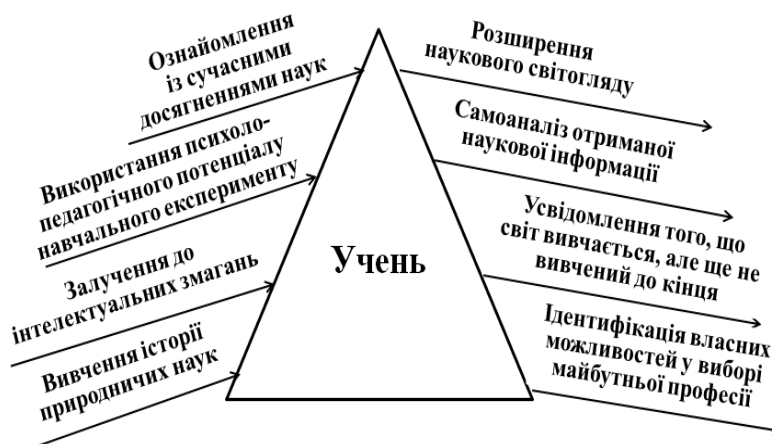 Ознайомлення
із сучасними
досягненнями наук
Використання психоло-
педагогічного потенціалу
навчального експерименту
Залучення до
інтелектуальних змагань
Вивчення історії
природничих наук
Учень
Розширення
наукового світогляду
Самоаналіз отриманої
наукової інформації
Усвідомлення того, що
світ вивчається, але ще не
вивчений до кінця
Ідентифікація власних
можливостей у виборі
майбутньої професії